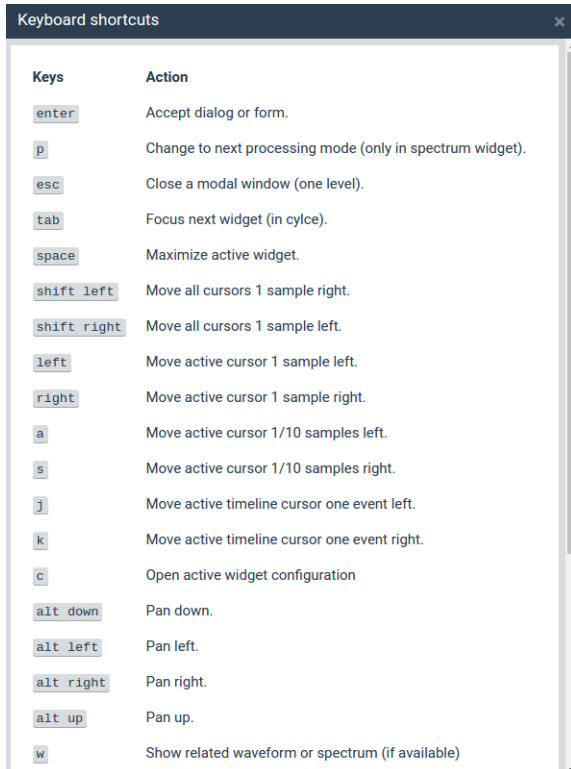 Keyboard shortcuts ×
Keys Action
enter Accept dialog or form.
p Change to next processing mode (only in spectrum widget).
esc Close a modal window (one level).
tab Focus next widget (in cylce).
space Maximize active widget.
shift left Move all cursors 1 sample right.
shift right Move all cursors 1 sample left.
left Move active cursor 1 sample left.
right Move active cursor 1 sample right.
a Move active cursor 1/10 samples left.
s Move active cursor 1/10 samples right.
j Move active timeline cursor one event left.
k Move active timeline cursor one event right.
c Open active widget configuration
alt down Pan down.
alt left Pan left.
alt right Pan right.
alt up Pan up.
w Show related waveform or spectrum (if available)